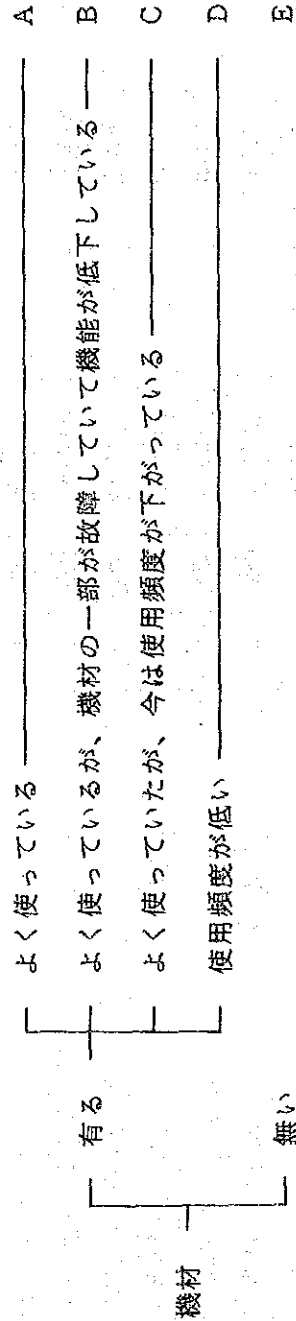 機材
有る
よく使っている A
よく使っているが、機材の一部が故障していて機能が低下している B
よく使っていたが、今は使用頻度が下がっている C
使用頻度が低い D
無い E